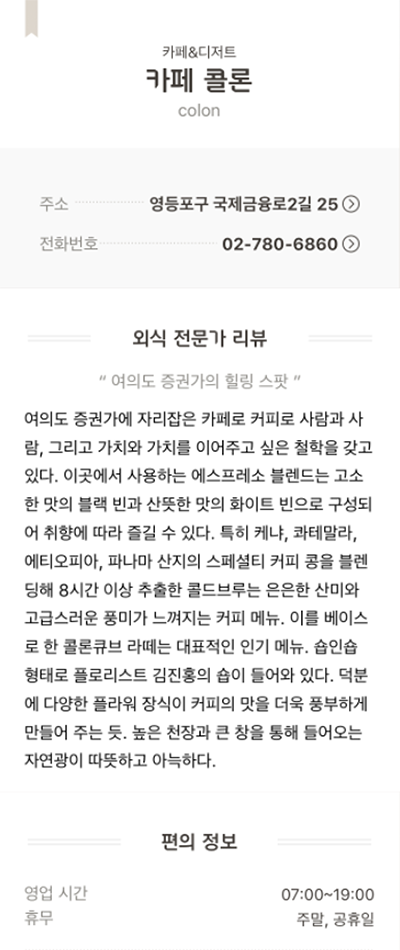 카페&디저트
카페 콜론
colon
주소 영등포구 국제금융로2길 25
전화번호 02-780-6860
외식 전문가 리뷰
“ 여의도 증권가의 힐링 스팟 ”
여의도 증권가에 자리잡은 카페로 커피로 사람과 사
람, 그리고 가치와 가치를 이어주고 싶은 철학을 갖고
있다. 이곳에서 사용하는 에스프레소 블렌드는 고소
한 맛의 블랙 빈과 산뜻한 맛의 화이트 빈으로 구성되
어 취향에 따라 즐길 수 있다. 특히 케냐, 콰테말라,
에티오피아, 파나마 산지의 스페셜티 커피 콩을 블렌
딩해 8시간 이상 추출한 콜드브루는 은은한 산미와
고급스러운 풍미가 느껴지는 커피 메뉴. 이를 베이스
로 한 콜론큐브 라떼는 대표적인 인기 메뉴. 숍인숍
형태로 플로리스트 김진홍의 숍이 들어와 있다. 덕분
에 다양한 플라워 장식이 커피의 맛을 더욱 풍부하게
만들어 주는 듯. 높은 천장과 큰 창을 통해 들어오는
자연광이 따뜻하고 아늑하다.
편의 정보
영업 시간 07:00~19:00
휴무 주말, 공휴일